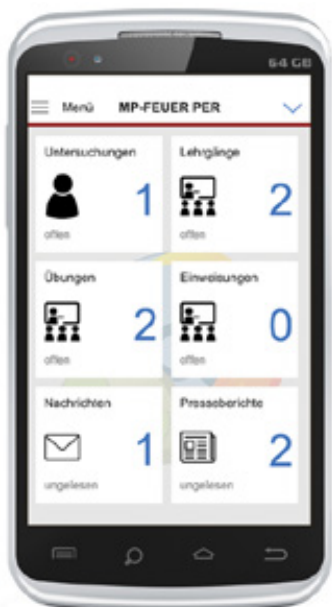 64 GB
Menü MP-FEUER PER
Untersuchungen
1
offen
Lehrgänge
2
offen
Übungen
2
offen
Einweisungen
0
offen
Nachrichten
1
ungelesen
Presseberichte
2
ungelesen